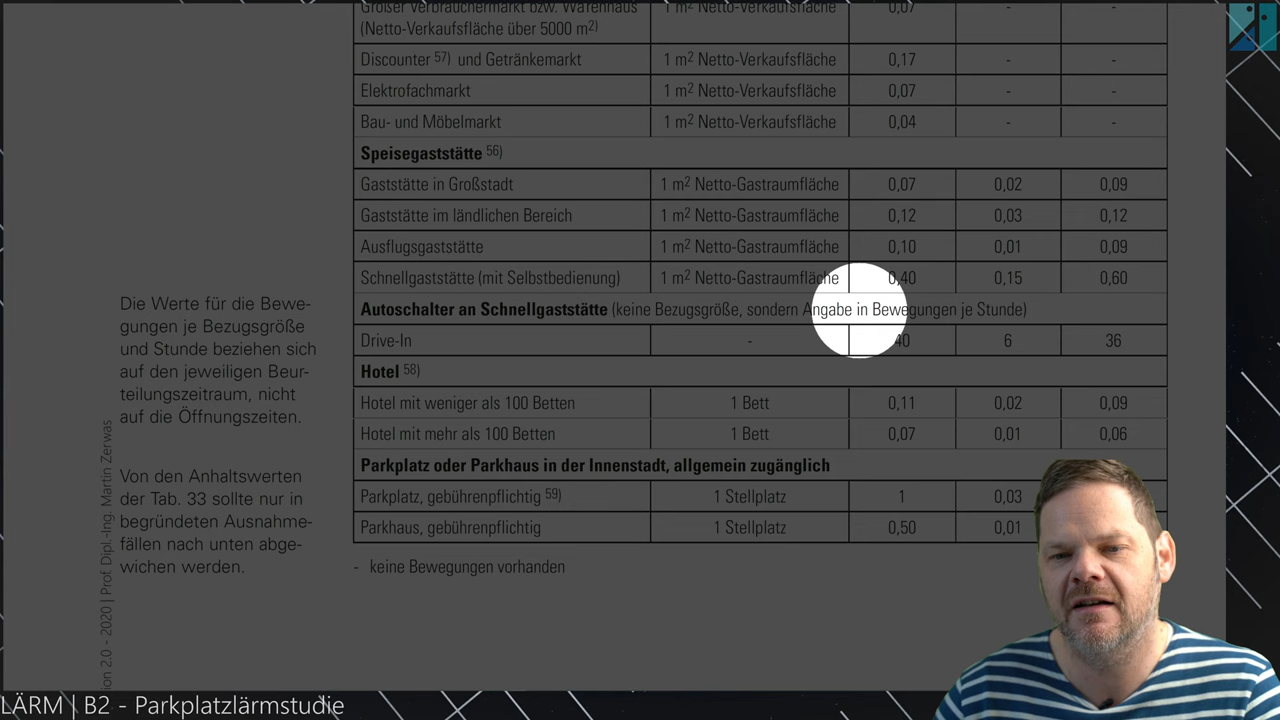 Großer Verbrauchermarkt bzw. Warenhaus 1 m2 Netto-Verkaufsfläche 0,07 - -
(Netto-Verkaufsfläche über 5000 m2)
Discounter 57) und Getränkemarkt 1 m2 Netto-Verkaufsfläche 0,17 - -
Elektrofachmarkt 1 m2 Netto-Verkaufsfläche 0,07 - -
Bau- und Möbelmarkt 1 m2 Netto-Verkaufsfläche 0,04 - -
Speisegaststätte 56)
Gaststätte in Großstadt 1 m2 Netto-Gastraumfläche 0,07 0,02 0,09
Gaststätte im ländlichen Bereich 1 m2 Netto-Gastraumfläche 0,12 0,03 0,12
Ausflugsgaststätte 1 m2 Netto-Gastraumfläche 0,10 0,01 0,09
Schnellgaststätte (mit Selbstbedienung) 1 m2 Netto-Gastraumfläche 0,40 0,15 0,60
Autoschalter an Schnellgaststätte (keine Bezugsgröße, sondern Angabe in Bewegungen je Stunde)
Drive-In - 40 6 36
Hotel 58)
Hotel mit weniger als 100 Betten 1 Bett 0,11 0,02 0,09
Hotel mit mehr als 100 Betten 1 Bett 0,07 0,01 0,06
Parkplatz oder Parkhaus in der Innenstadt, allgemein zugänglich
Parkplatz, gebührenpflichtig 59) 1 Stellplatz 1 0,03
Parkhaus, gebührenpflichtig 1 Stellplatz 0,50 0,01
- keine Bewegungen vorhanden
Die Werte für die Bewe-
gungen je Bezugsgröße
und Stunde beziehen sich
auf den jeweiligen Beur-
teilungszeitraum, nicht
auf die Öffnungszeiten.
Von den Anhaltswerten
der Tab. 33 sollte nur in
begründeten Ausnahme-
fällen nach unten abge-
wichen werden.
ion 2.0 - 2020 | Prof. Dipl.-Ing. Martin Zerwas
LÄRM | B2 - Parkplatzlärmstudie